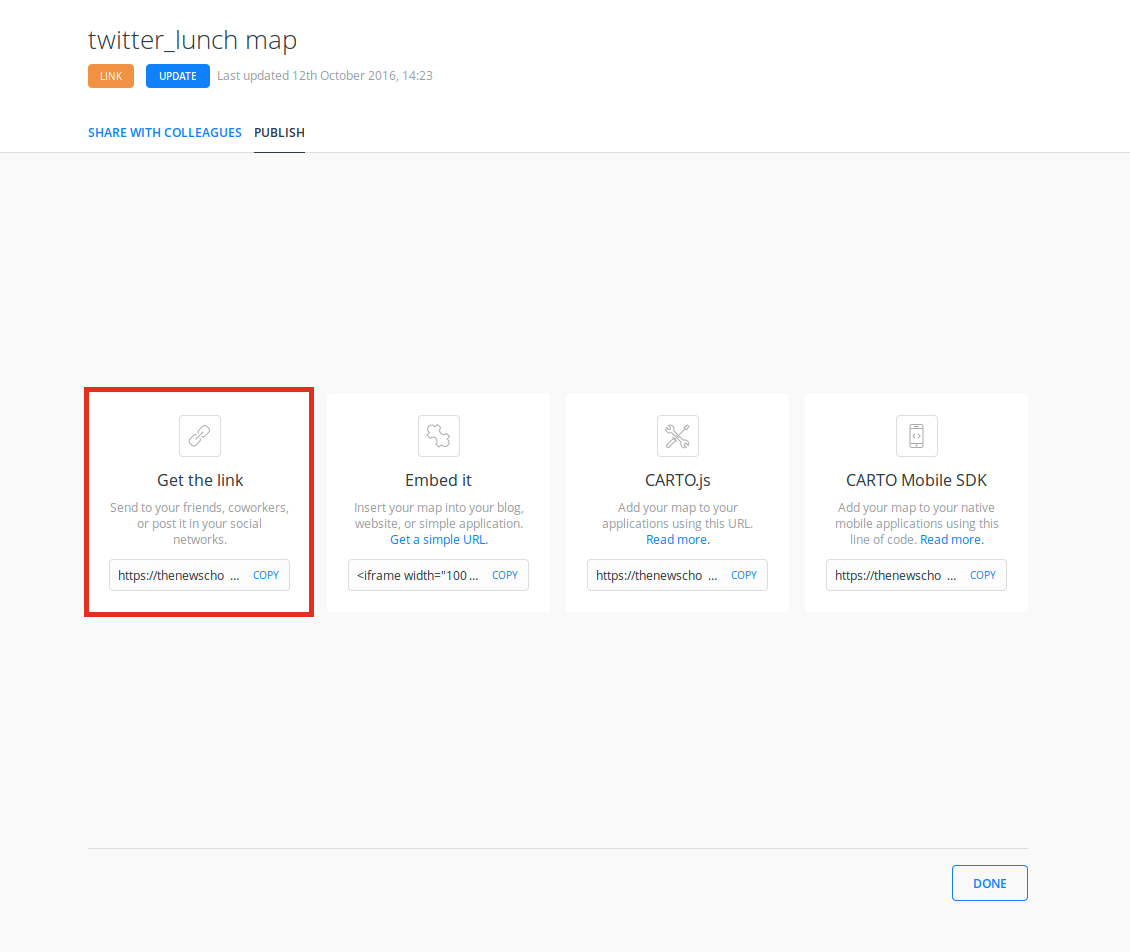 twitter_lunch map
LINK UPDATE Last updated 12th October 2016, 14:23
SHARE WITH COLLEAGUES PUBLISH
Get the link
Send to your friends, coworkers,
or post it in your social
networks.
https://thenewscho ... COPY
Embed it
Insert your map into your blog,
website, or simple application.
Get a simple URL.
<iframe width="100 ... COPY
CARTO.js
Add your map to your
applications using this URL.
Read more.
https://thenewscho ... COPY
CARTO Mobile SDK
Add your map to your native
mobile applications using this
line of code. Read more.
https://thenewscho ... COPY
DONE